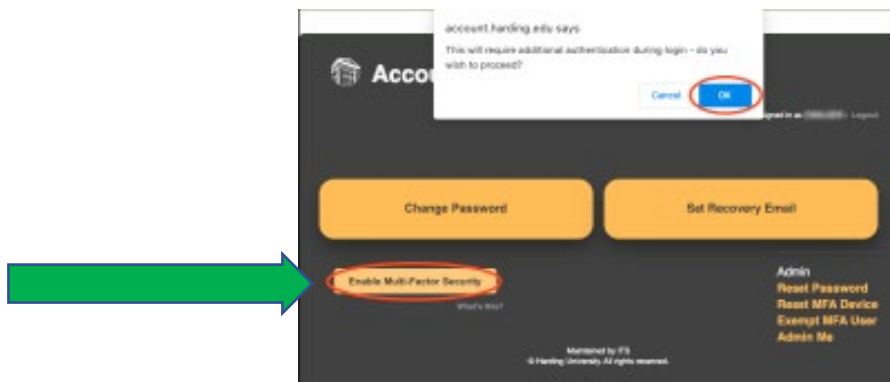 account.harding.edu says
This will require additional authentication during login - do you
wish to proceed?
Cancel
OK
Acco
signed in as
Logout
Change Password
Set Recovery Email
Enable Multi-Factor Security
What's this?
Admin
Reset Password
Reset MFA Device
Exempt MFA User
Admin Me
Maintained by ITS
© Harding University. All rights reserved.